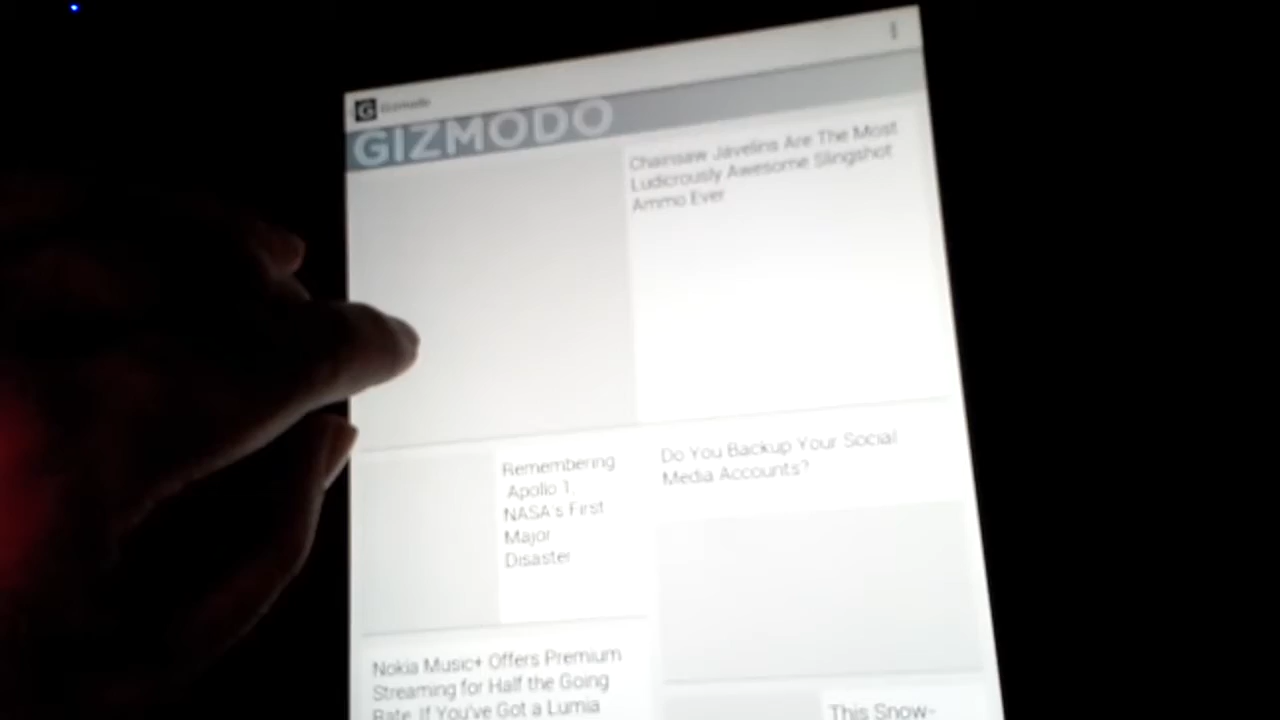 G Gizmodo
GIZMODO
Chainsaw Javelins Are The Most
Ludicrously Awesome Slingshot
Ammo Ever
Remembering
Apollo 1,
NASA's First
Major
Disaster
Do You Backup Your Social
Media Accounts?
Nokia Music+ Offers Premium
Streaming for Half the Going
Rate, If You've Got a Lumia
This Snow-